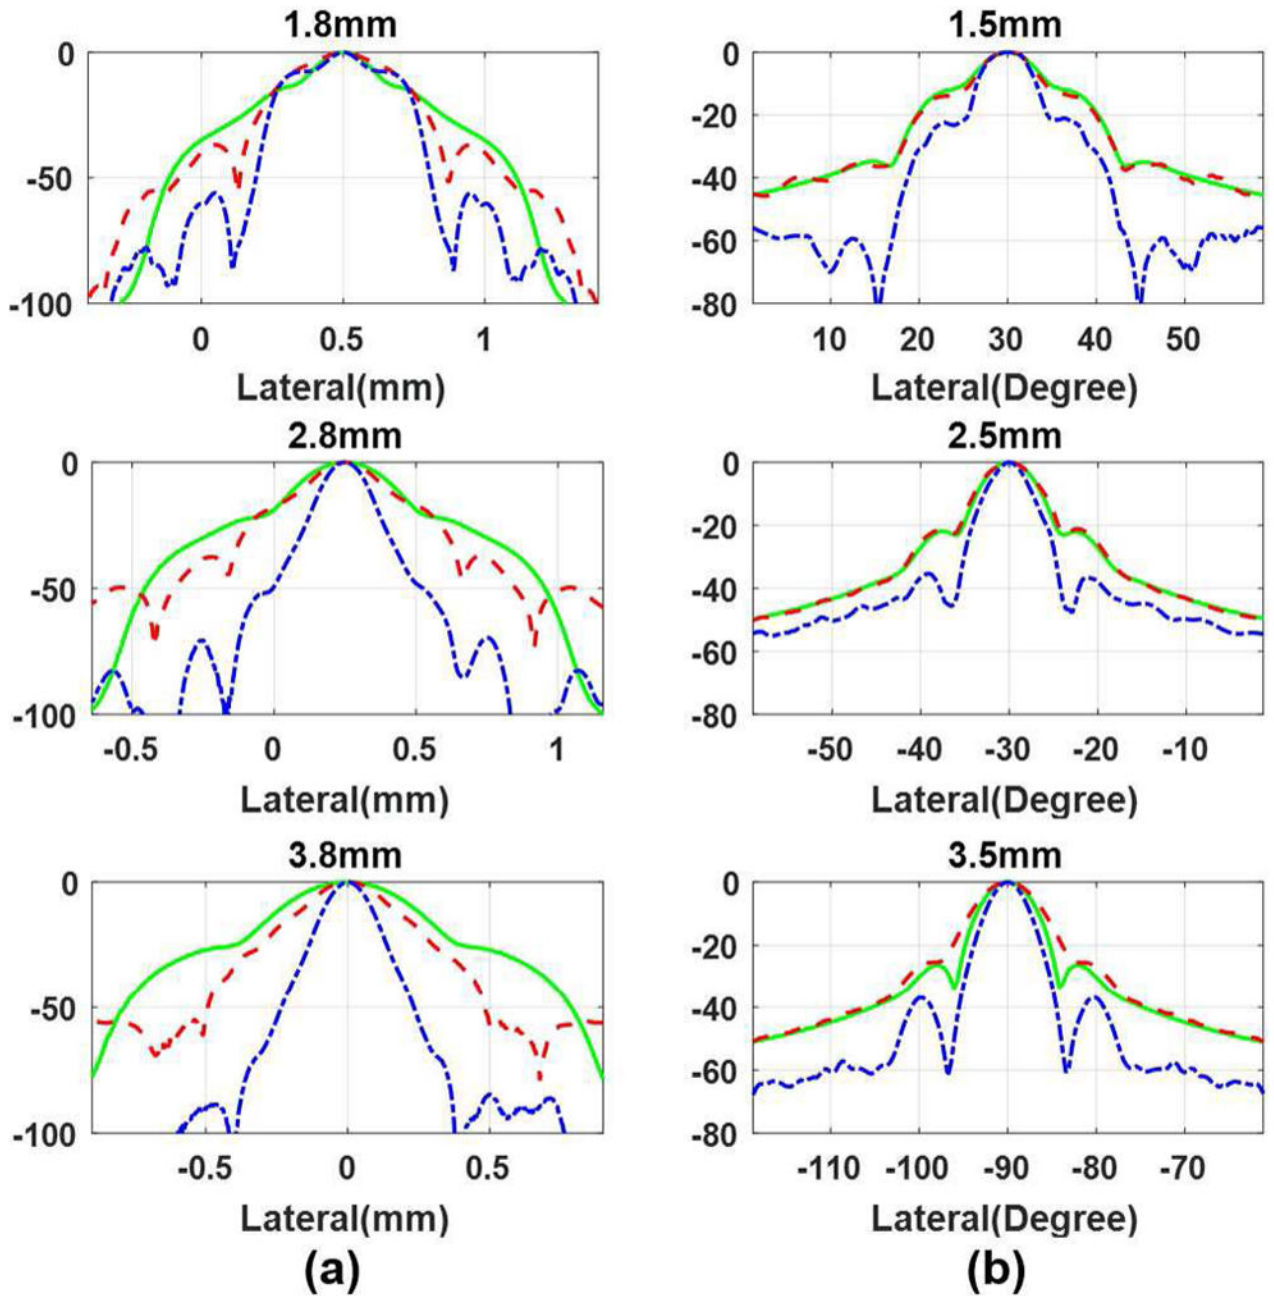 1.8mm
0
-50
-100
0 0.5 1
Lateral(mm)
1.5mm
0
-20
-40
-60
-80
10 20 30 40 50
Lateral(Degree)
2.8mm
0
-50
-100
-0.5 0 0.5 1
Lateral(mm)
2.5mm
0
-20
-40
-60
-80
-50 -40 -30 -20 -10
Lateral(Degree)
3.8mm
0
-50
-100
-0.5 0 0.5
Lateral(mm)
3.5mm
0
-20
-40
-60
-80
-110 -100 -90 -80 -70
Lateral(Degree)
(a)
(b)